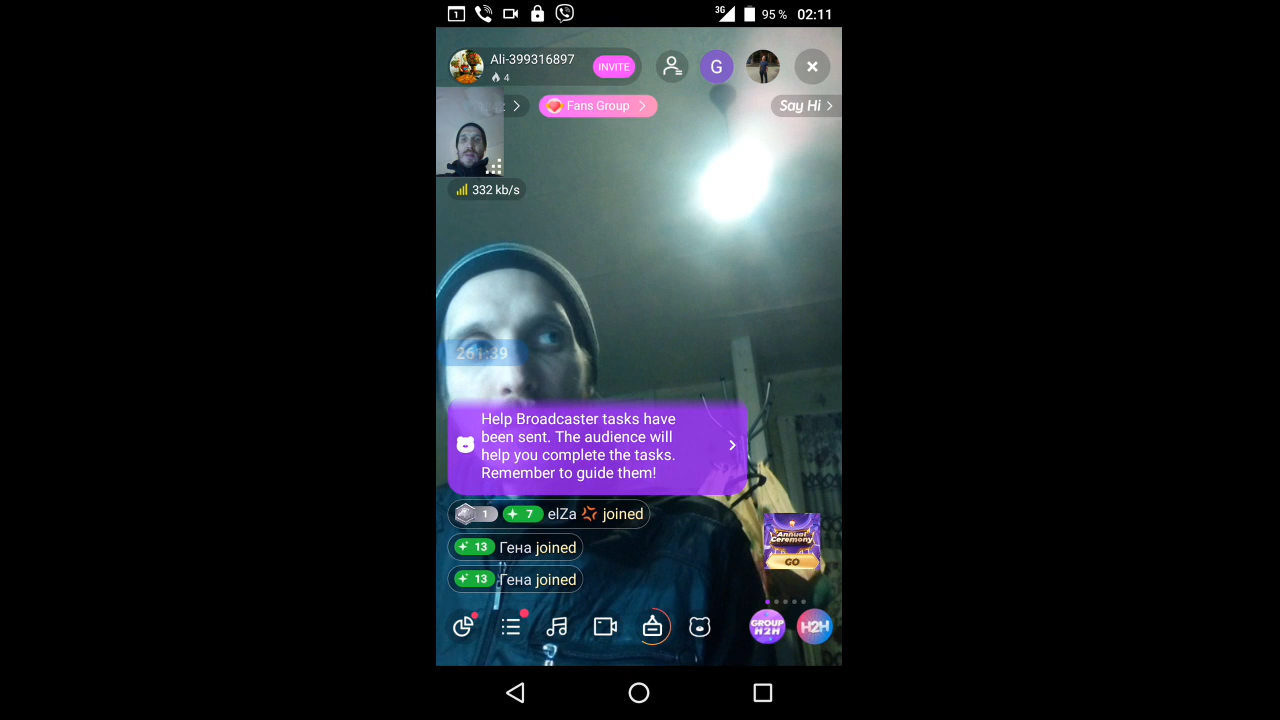 1
3G
95 %
02:11
Ali-399316897
4
INVITE
G
Fans Group
Say Hi
332 kb/s
261:39
Help Broadcaster tasks have
been sent. The audience will
help you complete the tasks.
Remember to guide them!
1 7 elZa joined
13 Гена joined
13 Гена joined
Annual
Ceremony
GO
GROUP
H2H
H2H